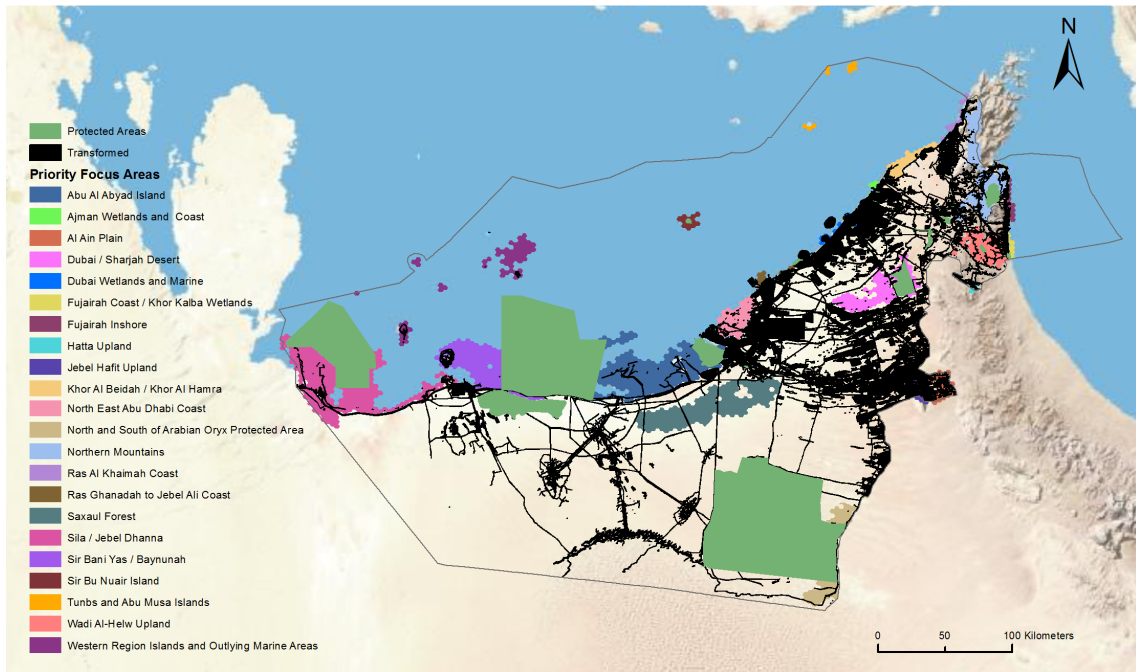 N
Protected Areas
Transformed
Priority Focus Areas
Abu Al Abyad Island
Ajman Wetlands and Coast
Al Ain Plain
Dubai / Sharjah Desert
Dubai Wetlands and Marine
Fujairah Coast / Khor Kalba Wetlands
Fujairah Inshore
Hatta Upland
Jebel Hafit Upland
Khor Al Beidah / Khor Al Hamra
North East Abu Dhabi Coast
North and South of Arabian Oryx Protected Area
Northern Mountains
Ras Al Khaimah Coast
Ras Ghanadah to Jebel Ali Coast
Saxaul Forest
Sila / Jebel Dhanna
Sir Bani Yas / Baynunah
Sir Bu Nuair Island
Tunbs and Abu Musa Islands
Wadi Al-Helw Upland
Western Region Islands and Outlying Marine Areas
0 50 100 Kilometers